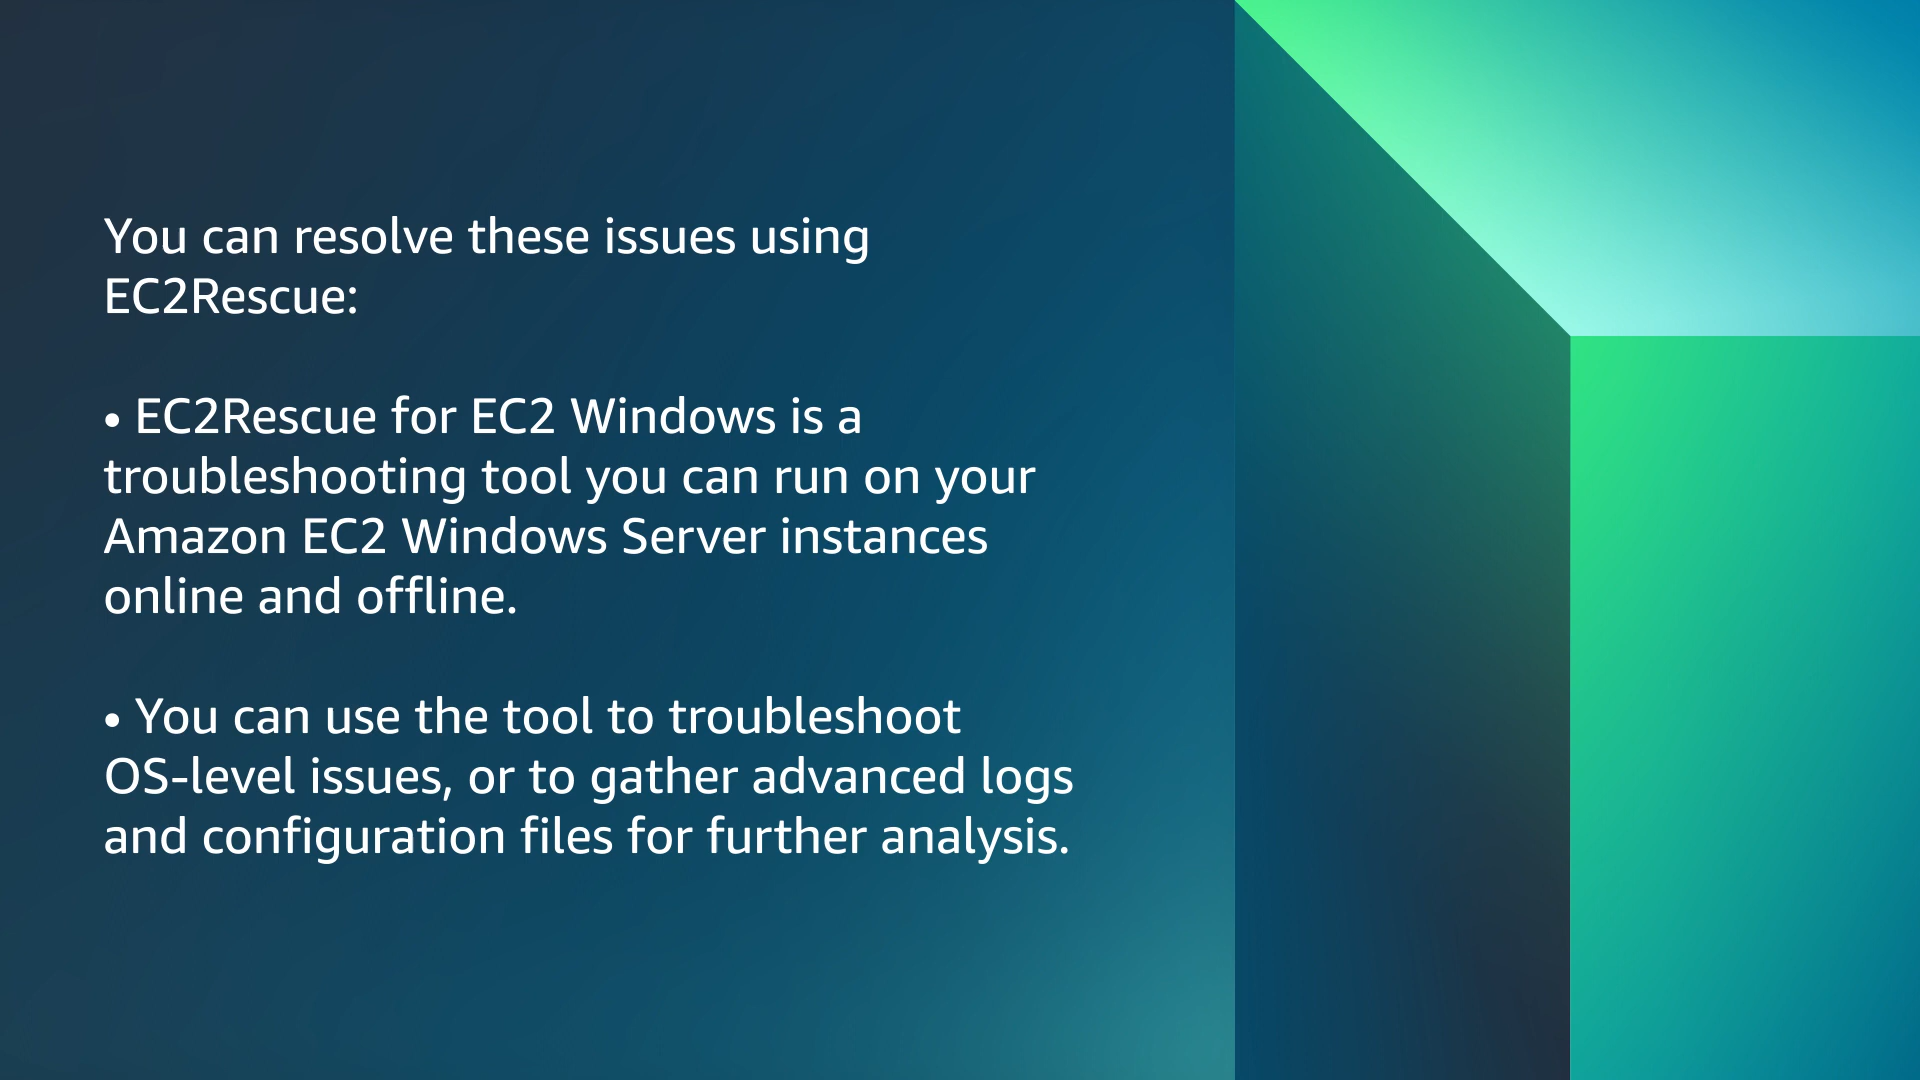 You can resolve these issues using
EC2Rescue:
• EC2Rescue for EC2 Windows is a
troubleshooting tool you can run on your
Amazon EC2 Windows Server instances
online and offline.
• You can use the tool to troubleshoot
OS-level issues, or to gather advanced logs
and configuration files for further analysis.